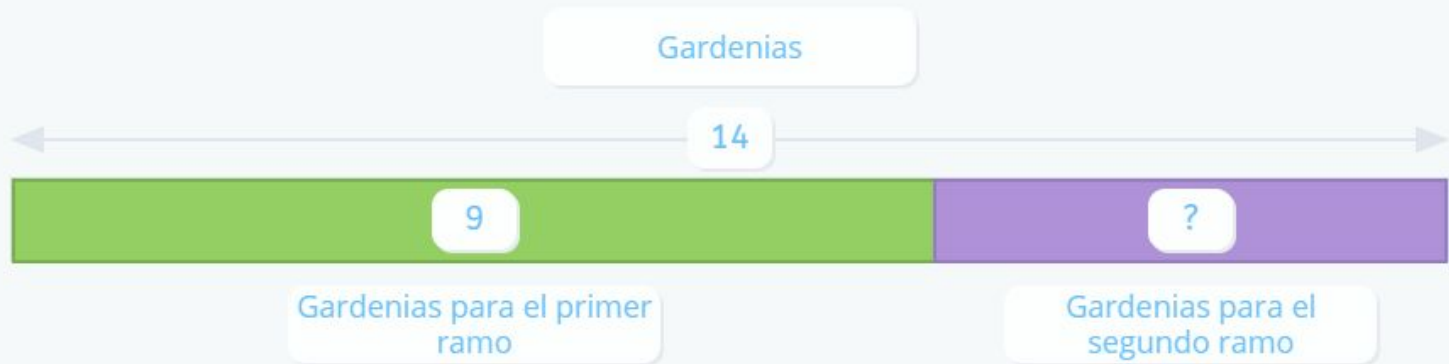 Gardenias
14
9
?
Gardenias para el primer
ramo
Gardenias para el
segundo ramo